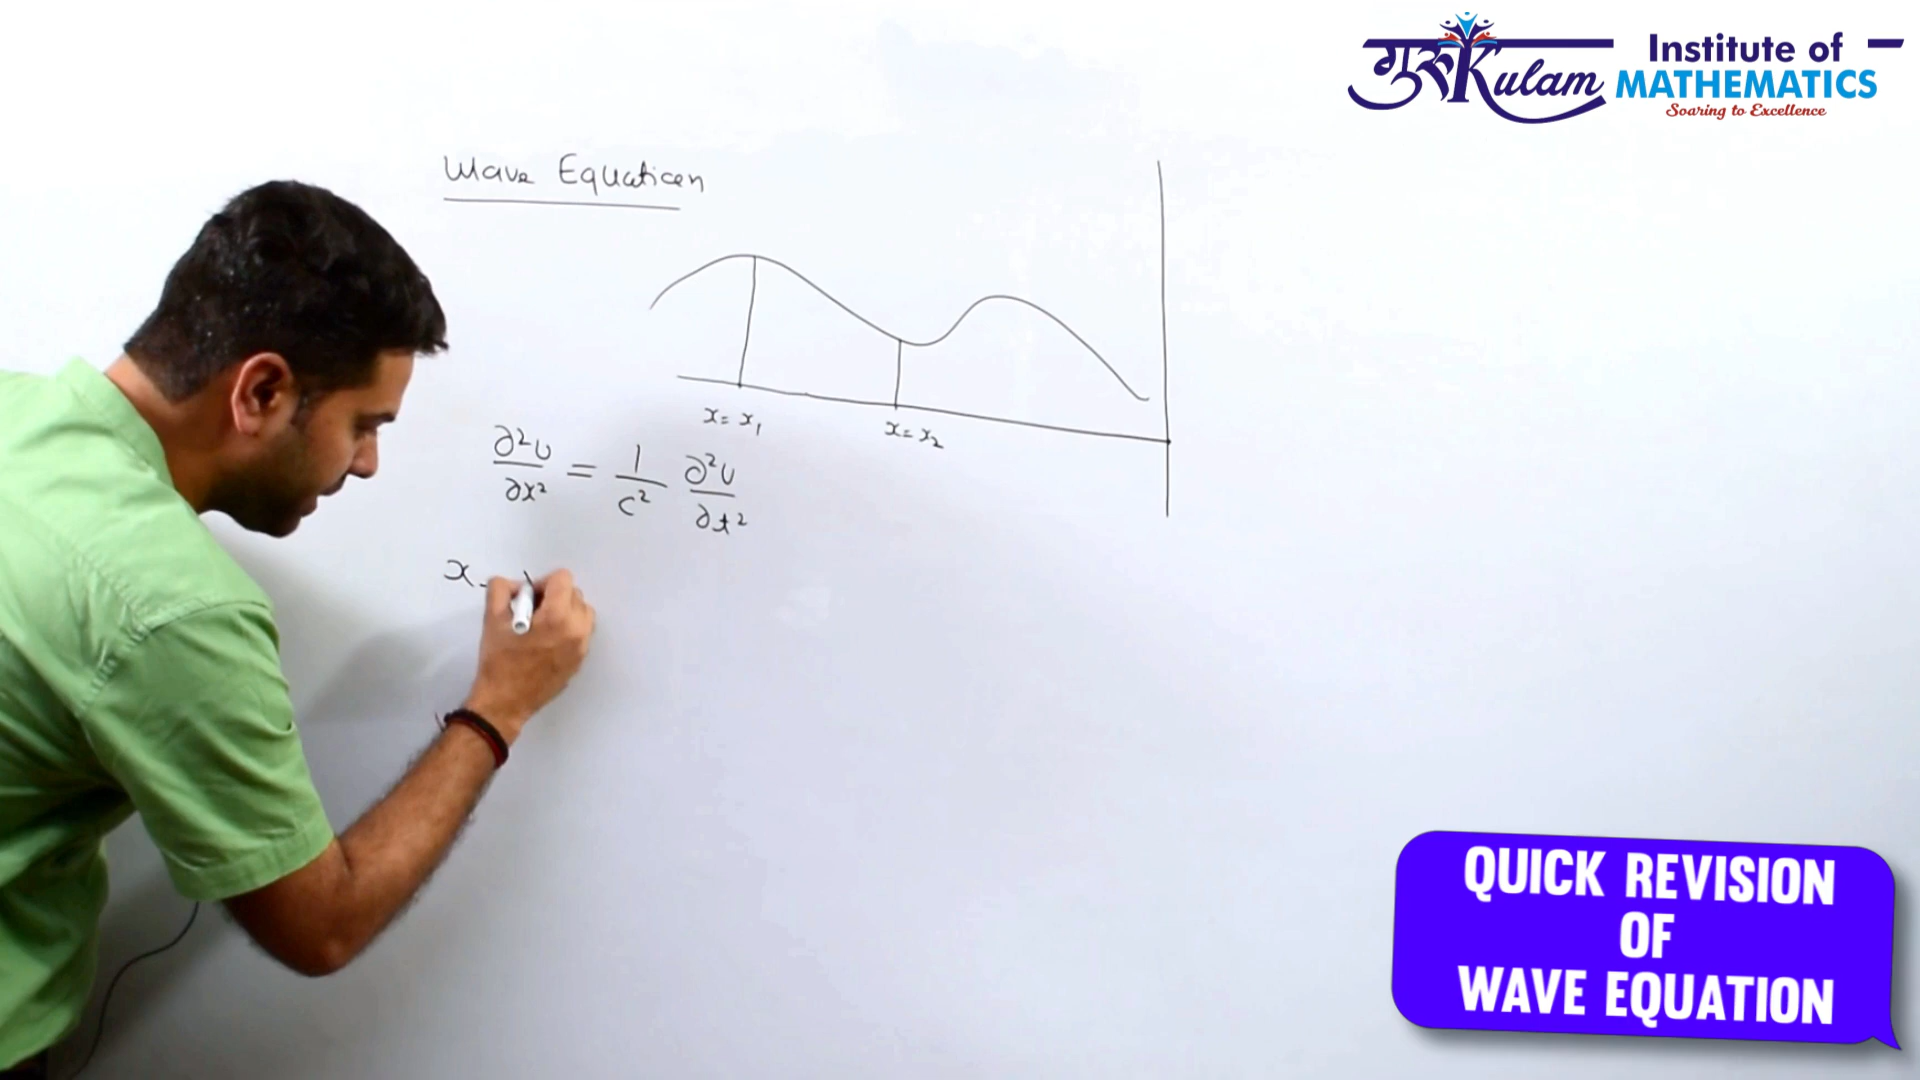 गुरुKulam Institute of
MATHEMATICS
Soaring to Excellence
Wave Equation
x = x₁
x = x₂
∂²u/∂x² = 1/c² ∂²u/∂t²
x -
QUICK REVISION
OF
WAVE EQUATION